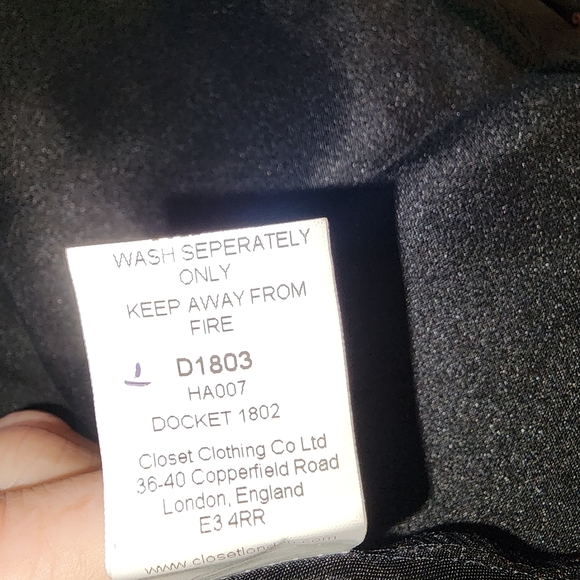 WASH SEPERATELY
ONLY
KEEP AWAY FROM
FIRE
D1803
HA007
DOCKET 1802
Closet Clothing Co Ltd
36-40 Copperfield Road
London, England
E3 4RR